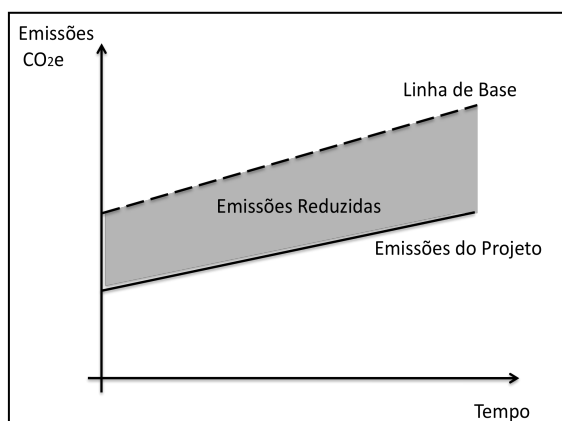 Emissões
CO₂e
Linha de Base
Emissões Reduzidas
Emissões do Projeto
Tempo